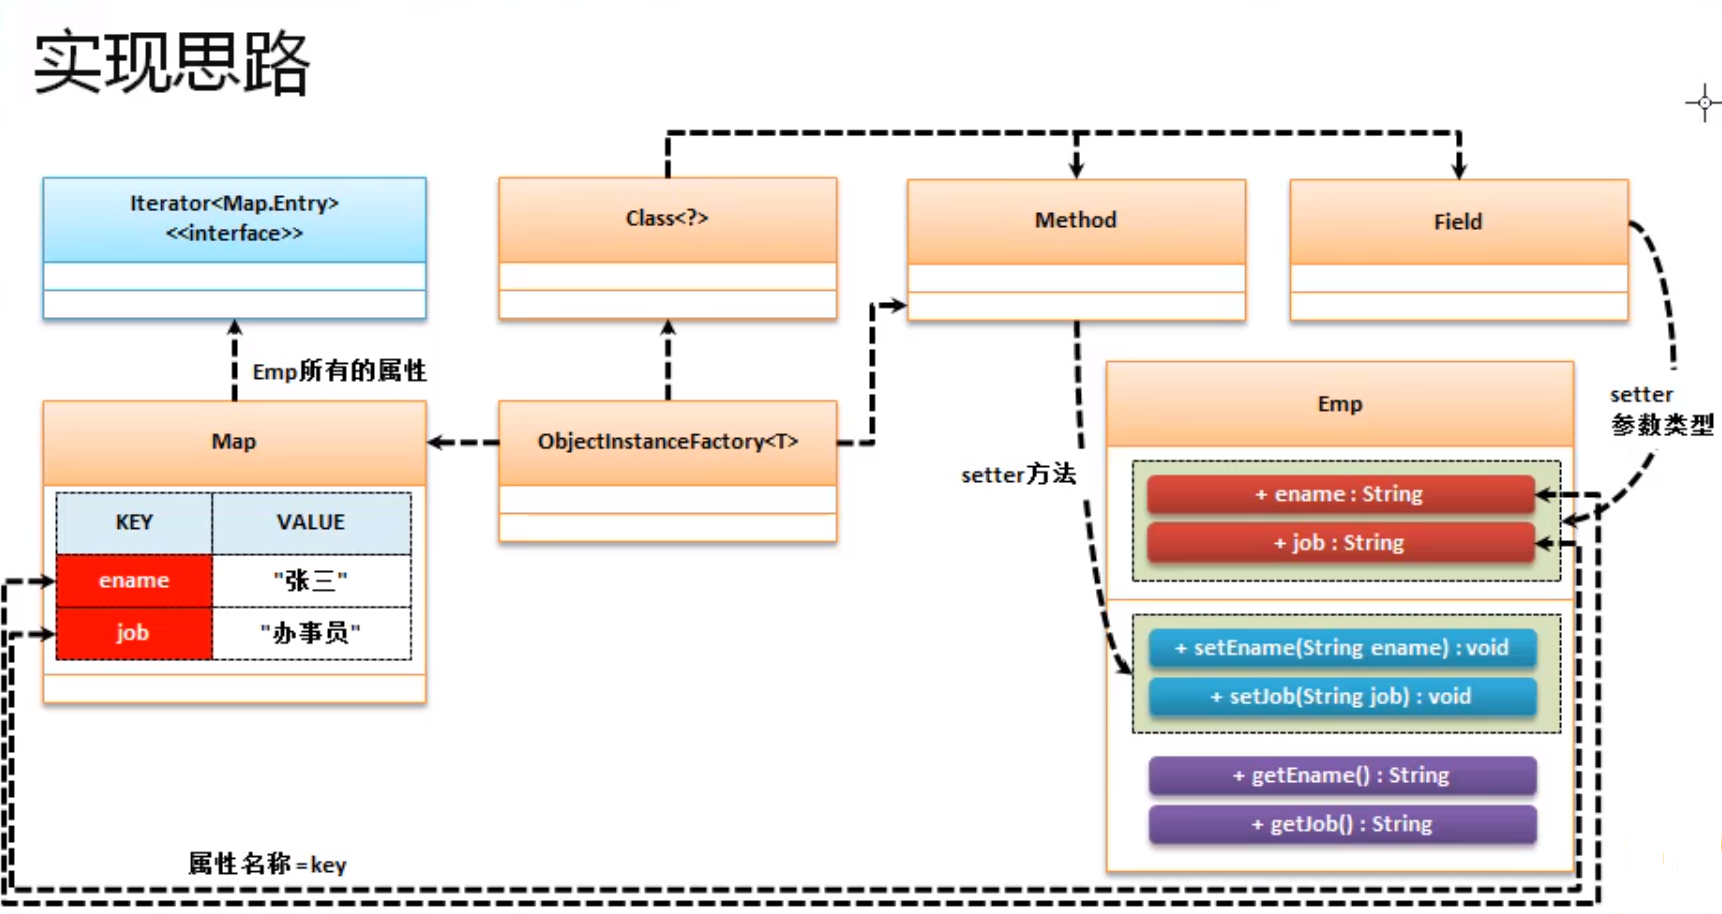 实现思路
Iterator<Map.Entry>
<<interface>>
Class<?>
Method
Field
Emp所有的属性
Map
ObjectInstanceFactory<T>
Emp
setter
参数类型
setter方法
KEY
VALUE
ename
"张三"
job
"办事员"
+ ename : String
+ job : String
+ setEname(String ename) : void
+ setJob(String job) : void
+ getEname() : String
+ getJob() : String
属性名称=key